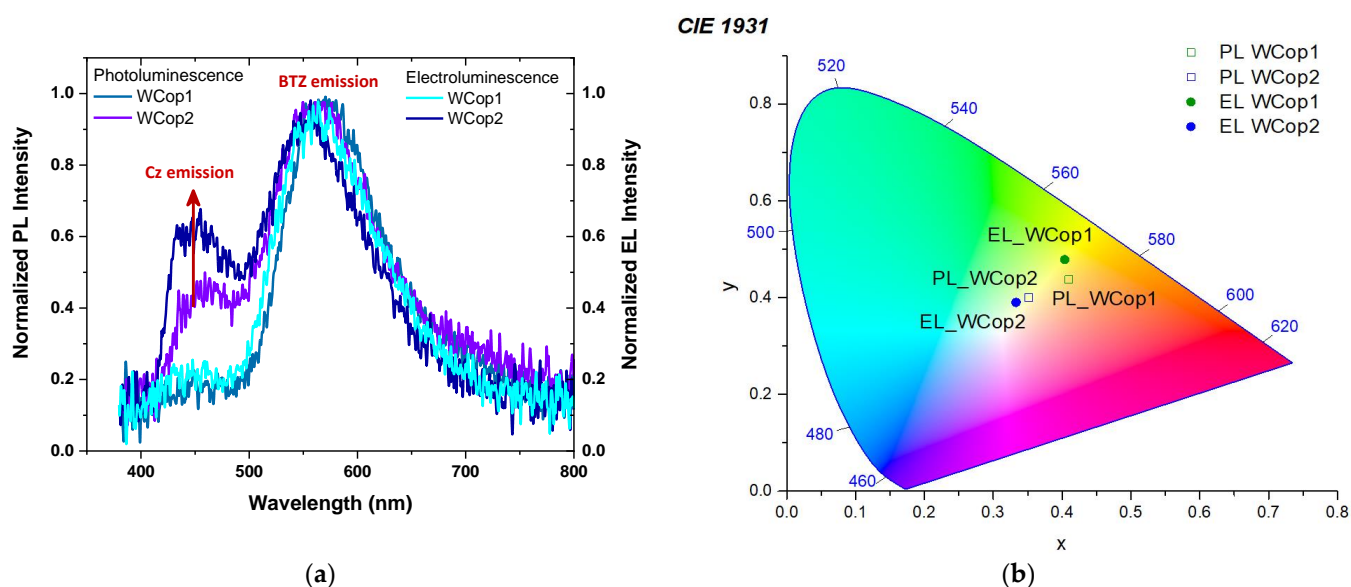 CIE 1931
Photoluminescence
WCop1
WCop2
BTZ emission
Electroluminescence
WCop1
WCop2
Cz emission
Normalized PL Intensity
1.0
0.8
0.6
0.4
0.2
0.0
Normalized EL Intensity
1.0
0.8
0.6
0.4
0.2
0.0
400 500 600 700 800
Wavelength (nm)
(a)
PL WCop1
PL WCop2
EL WCop1
EL WCop2
520
540
560
500
580
600
620
480
460
EL_WCop1
PL_WCop2
PL_WCop1
EL_WCop2
y
0.8
0.6
0.4
0.2
0.0
0.0 0.1 0.2 0.3 0.4 0.5 0.6 0.7 0.8
x
(b)